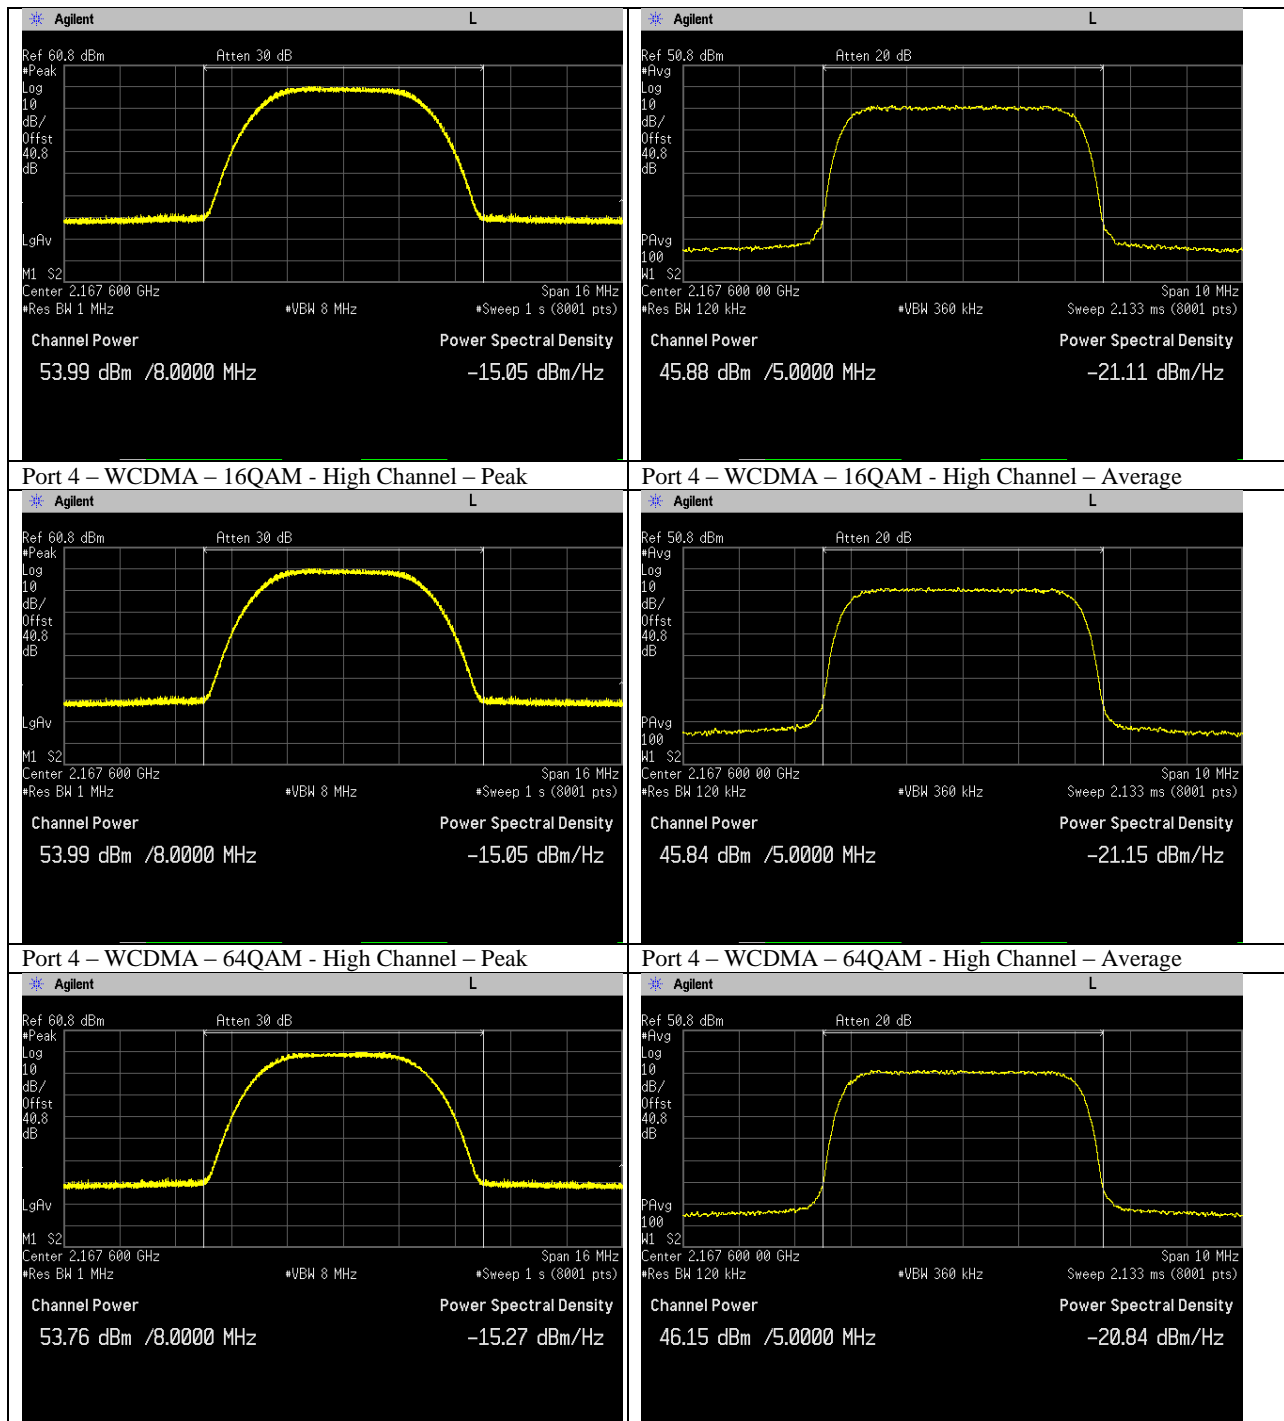 Agilent L
Ref 60.8 dBm Atten 30 dB
#Peak
Log
10
dB/
Offst
40.8
dB
LgAv
M1 S2
Center 2.167 600 GHz Span 16 MHz
#Res BW 1 MHz #VBW 8 MHz #Sweep 1 s (8001 pts)
Channel Power Power Spectral Density
53.99 dBm /8.0000 MHz -15.05 dBm/Hz
Agilent L
Ref 50.8 dBm Atten 20 dB
#Avg
Log
10
dB/
Offst
40.8
dB
PAvg
100
W1 S2
Center 2.167 600 00 GHz Span 10 MHz
#Res BW 120 kHz #VBW 360 kHz Sweep 2.133 ms (8001 pts)
Channel Power Power Spectral Density
45.88 dBm /5.0000 MHz -21.11 dBm/Hz
Port 4 – WCDMA – 16QAM - High Channel – Peak
Port 4 – WCDMA – 16QAM - High Channel – Average
Agilent L
Ref 60.8 dBm Atten 30 dB
#Peak
Log
10
dB/
Offst
40.8
dB
LgAv
M1 S2
Center 2.167 600 GHz Span 16 MHz
#Res BW 1 MHz #VBW 8 MHz #Sweep 1 s (8001 pts)
Channel Power Power Spectral Density
53.99 dBm /8.0000 MHz -15.05 dBm/Hz
Agilent L
Ref 50.8 dBm Atten 20 dB
#Avg
Log
10
dB/
Offst
40.8
dB
PAvg
100
W1 S2
Center 2.167 600 00 GHz Span 10 MHz
#Res BW 120 kHz #VBW 360 kHz Sweep 2.133 ms (8001 pts)
Channel Power Power Spectral Density
45.84 dBm /5.0000 MHz -21.15 dBm/Hz
Port 4 – WCDMA – 64QAM - High Channel – Peak
Port 4 – WCDMA – 64QAM - High Channel – Average
Agilent L
Ref 60.8 dBm Atten 30 dB
#Peak
Log
10
dB/
Offst
40.8
dB
LgAv
M1 S2
Center 2.167 600 GHz Span 16 MHz
#Res BW 1 MHz #VBW 8 MHz #Sweep 1 s (8001 pts)
Channel Power Power Spectral Density
53.76 dBm /8.0000 MHz -15.27 dBm/Hz
Agilent L
Ref 50.8 dBm Atten 20 dB
#Avg
Log
10
dB/
Offst
40.8
dB
PAvg
100
W1 S2
Center 2.167 600 00 GHz Span 10 MHz
#Res BW 120 kHz #VBW 360 kHz Sweep 2.133 ms (8001 pts)
Channel Power Power Spectral Density
46.15 dBm /5.0000 MHz -20.84 dBm/Hz